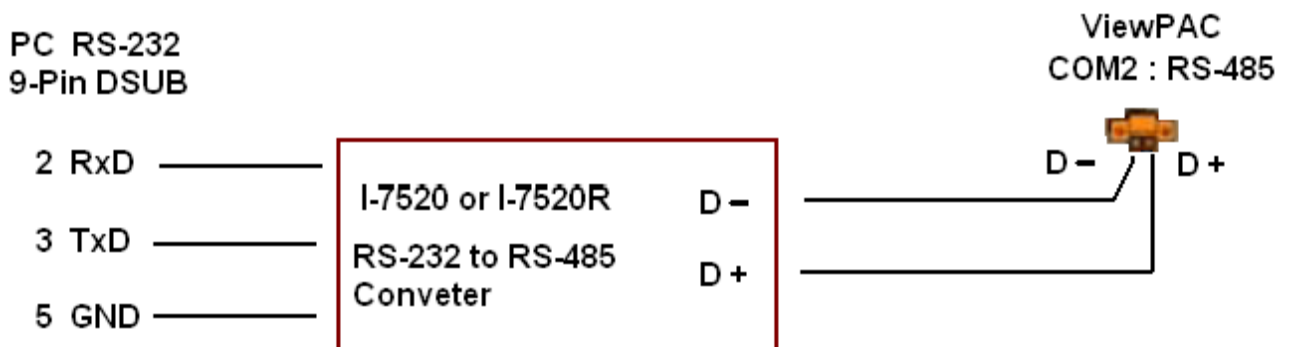 PC RS-232
9-Pin DSUB
2 RxD
3 TxD
5 GND
I-7520 or I-7520R
RS-232 to RS-485
Conveter
D-
D+
ViewPAC
COM2 : RS-485
D-
D+